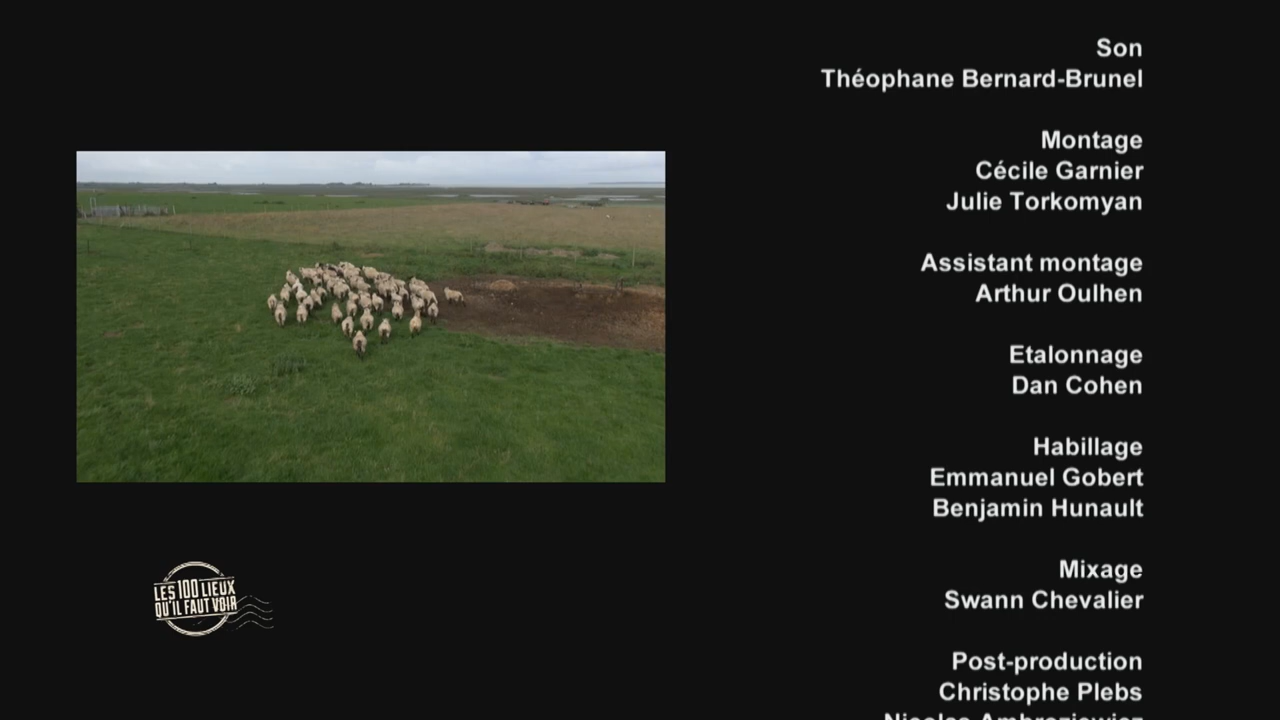 Son
Théophane Bernard-Brunel
Montage
Cécile Garnier
Julie Torkomyan
Assistant montage
Arthur Oulhen
Etalonnage
Dan Cohen
Habillage
Emmanuel Gobert
Benjamin Hunault
Mixage
Swann Chevalier
Post-production
Christophe Plebs
LES 100 LIEUX
QU'IL FAUT VOIR